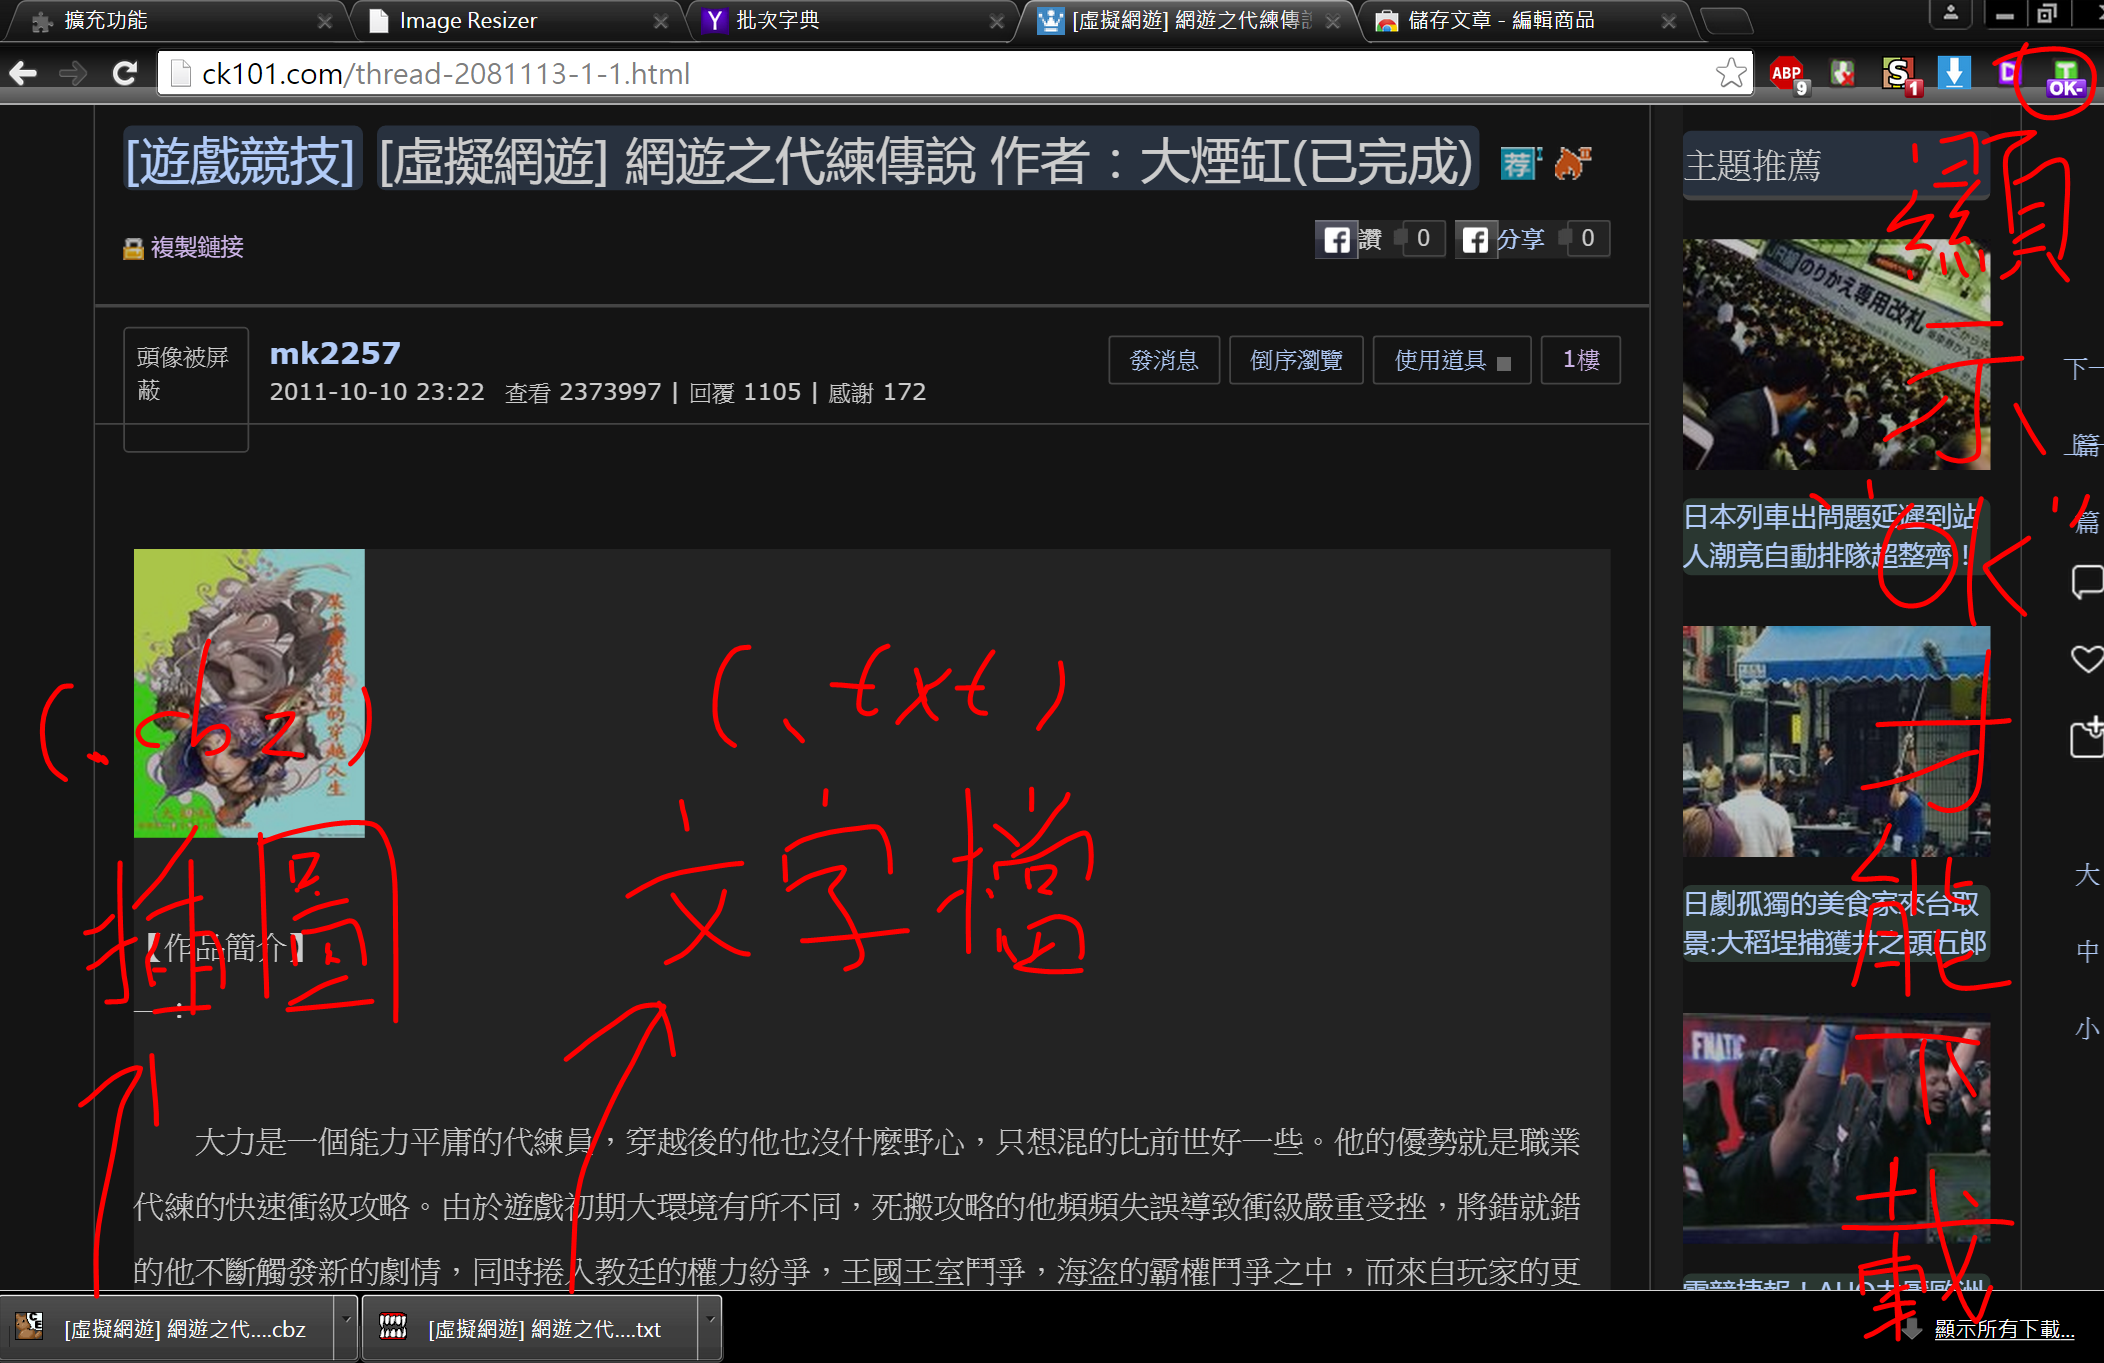 擴充功能
Image Resizer
批次字典
[虛擬網遊] 網遊之代練傳
儲存文章 - 編輯商品
ck101.com/thread-2081113-1-1.html
ABP
9
S
1
D
T
OK-
[遊戲競技] [虛擬網遊] 網遊之代練傳說 作者：大煙缸(已完成)
荐
複製鏈接
讚 0 分享 0
頭像被屏
蔽
mk2257
2011-10-10 23:22 查看 2373997 | 回覆 1105 | 感謝 172
發消息
倒序瀏覽
使用道具
1樓
(.cbz)
插圖
(.txt)
文字檔
【作品簡介】
大力是一個能力平庸的代練員，穿越後的他也沒什麼野心，只想混的比前世好一些。他的優勢就是職業
代練的快速衝級攻略。由於遊戲初期大環境有所不同，死搬攻略的他頻頻失誤導致衝級嚴重受挫，將錯就錯
的他不斷觸發新的劇情，同時捲入教廷的權力紛爭，王國王室鬥爭，海盜的霸權鬥爭之中，而來自玩家的更
主題推薦
のりかえ専用改札
日本列車出問題延遲到站
人潮竟自動排隊超整齊！
日劇孤獨的美食家來台取
景:大稻埕捕獲井之頭五郎
FNATIC
顯示
"OK"
才能下載
下一
篇
上一
篇
大
中
小
[虛擬網遊] 網遊之代....cbz
[虛擬網遊] 網遊之代....txt
顯示所有下載...